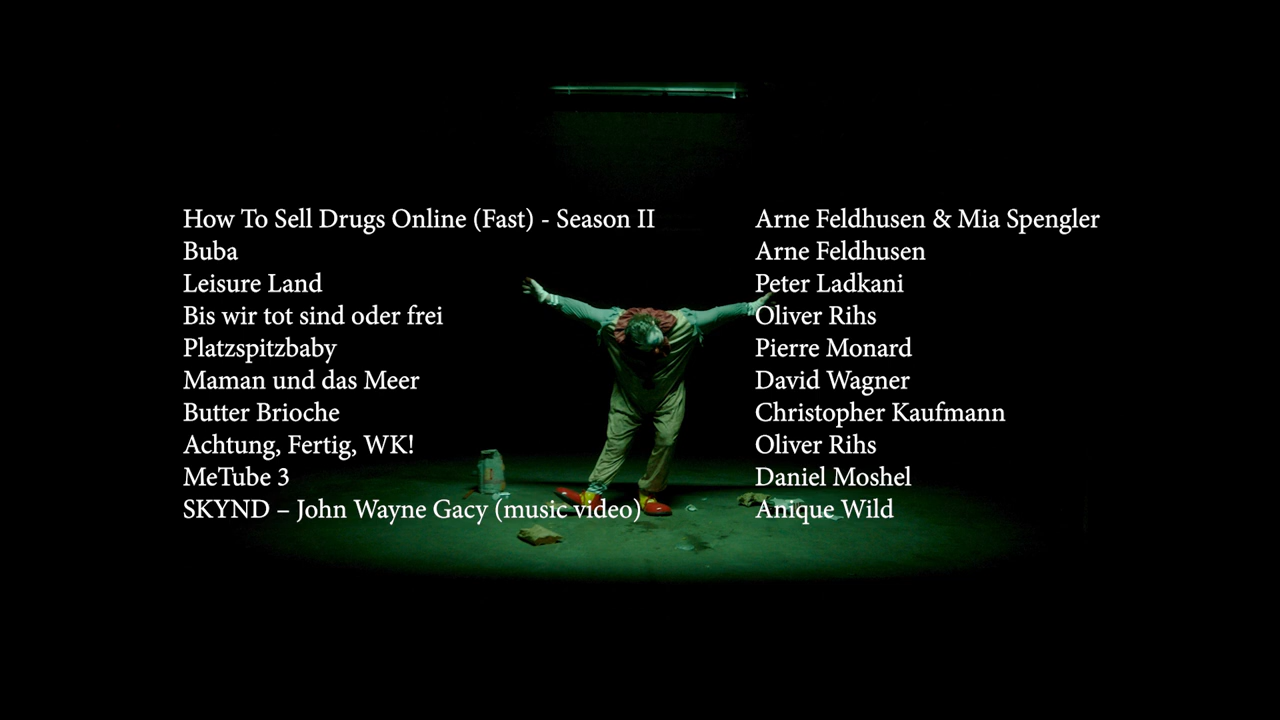 How To Sell Drugs Online (Fast) - Season II
Buba
Leisure Land
Bis wir tot sind oder frei
Platzspitzbaby
Maman und das Meer
Butter Brioche
Achtung, Fertig, WK!
MeTube 3
SKYND – John Wayne Gacy (music video)
Arne Feldhusen & Mia Spengler
Arne Feldhusen
Peter Ladkani
Oliver Rihs
Pierre Monard
David Wagner
Christopher Kaufmann
Oliver Rihs
Daniel Moshel
Anique Wild